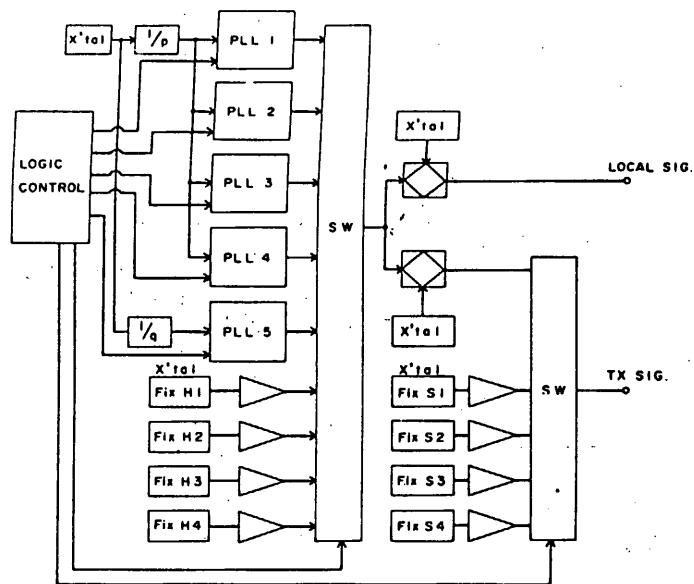 X'tal
1/p
PLL 1
PLL 2
X'tal
LOGIC
CONTROL
PLL 3
LOCAL SIG.
SW
PLL 4
X'tal
1/q
PLL 5
X'tal
X'tal
Fix H1
Fix S1
SW
TX SIG.
Fix H2
Fix S2
Fix H3
Fix S3
Fix H4
Fix S4